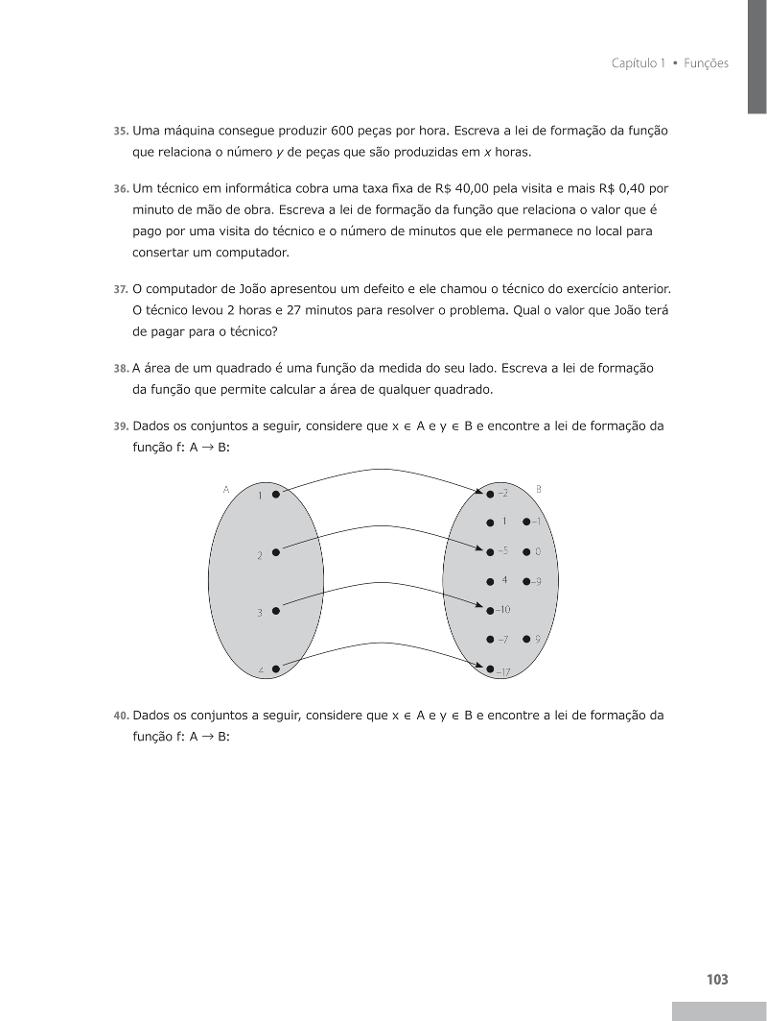 Capítulo 1 • Funções
35. Uma máquina consegue produzir 600 peças por hora. Escreva a lei de formação da função
que relaciona o número y de peças que são produzidas em x horas.
36. Um técnico em informática cobra uma taxa fixa de R$ 40,00 pela visita e mais R$ 0,40 por
minuto de mão de obra. Escreva a lei de formação da função que relaciona o valor que é
pago por uma visita do técnico e o número de minutos que ele permanece no local para
consertar um computador.
37. O computador de João apresentou um defeito e ele chamou o técnico do exercício anterior.
O técnico levou 2 horas e 27 minutos para resolver o problema. Qual o valor que João terá
de pagar para o técnico?
38. A área de um quadrado é uma função da medida do seu lado. Escreva a lei de formação
da função que permite calcular a área de qualquer quadrado.
39. Dados os conjuntos a seguir, considere que x ∊ A e y ∊ B e encontre a lei de formação da
função f: A → B:
A
B
1
–2
1
–1
2
–5
0
4
–9
3
–10
–7
9
–17
40. Dados os conjuntos a seguir, considere que x ∊ A e y ∊ B e encontre a lei de formação da
função f: A → B:
103